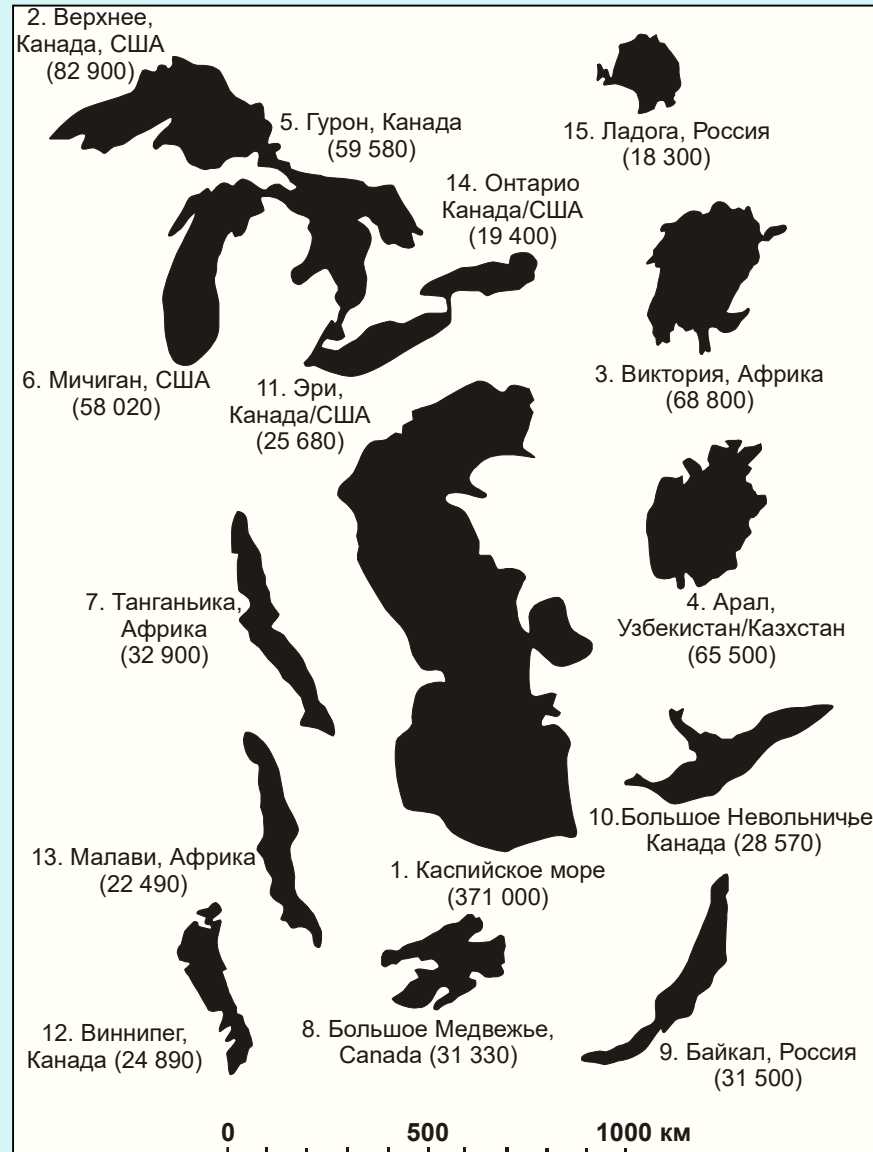 2. Верхнее,
Канада, США
(82 900)
5. Гурон, Канада
(59 580)
14. Онтарио
Канада/США
(19 400)
15. Ладога, Россия
(18 300)
6. Мичиган, США
(58 020)
11. Эри,
Канада/США
(25 680)
3. Виктория, Африка
(68 800)
7. Танганьика,
Африка
(32 900)
4. Арал,
Узбекистан/Казхстан
(65 500)
10.Большое Невольничье,
Канада (28 570)
13. Малави, Африка
(22 490)
1. Каспийское море
(371 000)
12. Виннипег,
Канада (24 890)
8. Большое Медвежье,
Canada (31 330)
9. Байкал, Россия
(31 500)
0 500 1000 км